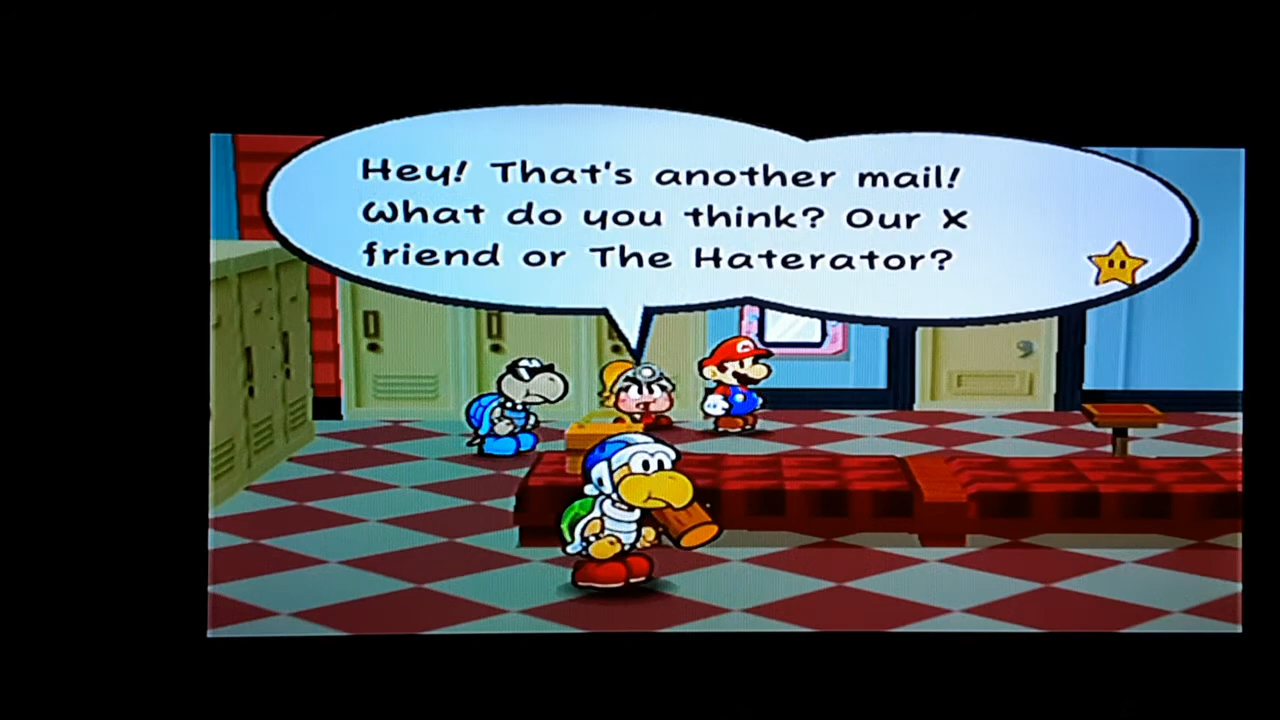 Hey! That's another mail!
What do you think? Our X
friend or The Haterator?